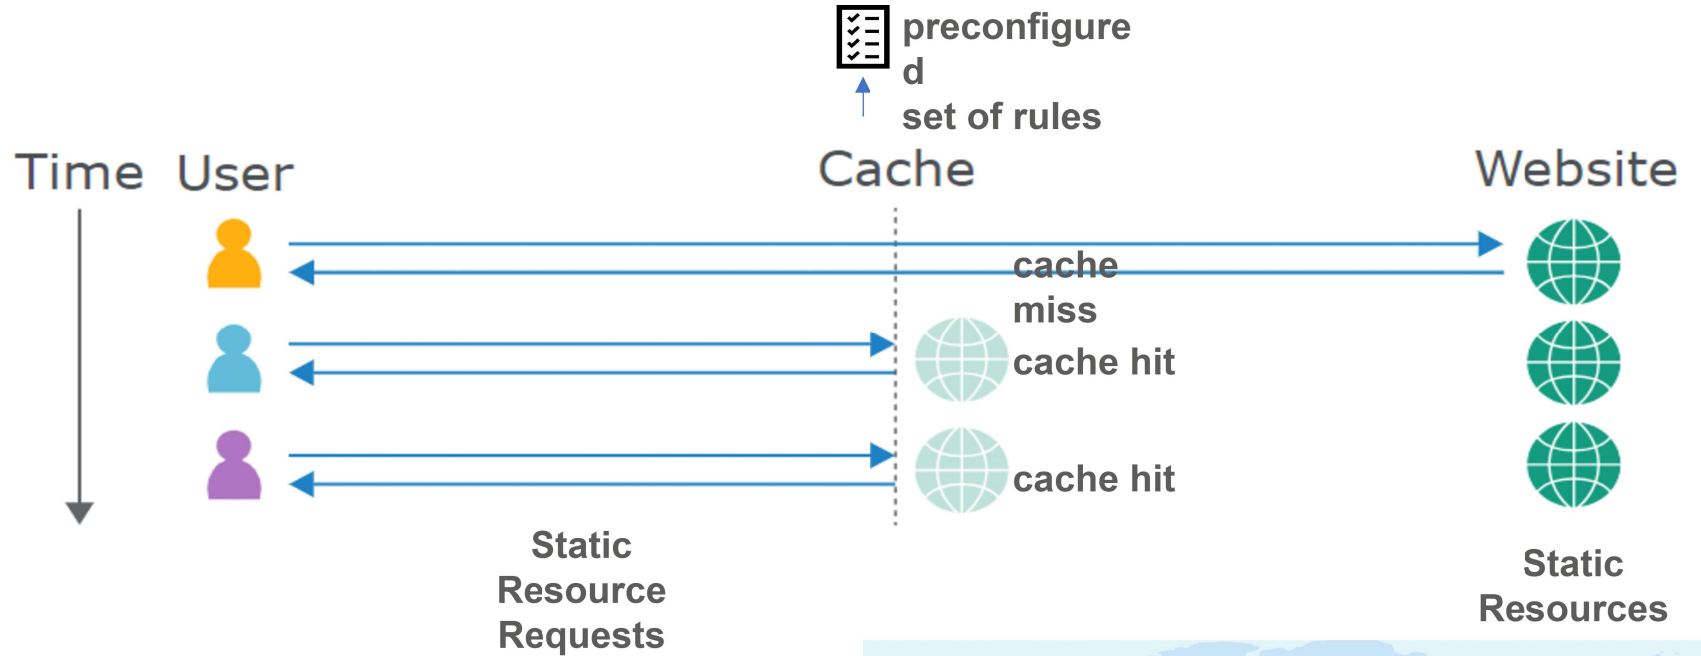 preconfigure
d
set of rules
Time
User
Cache
Website
cache
miss
cache hit
cache hit
Static
Resource
Requests
Static
Resources